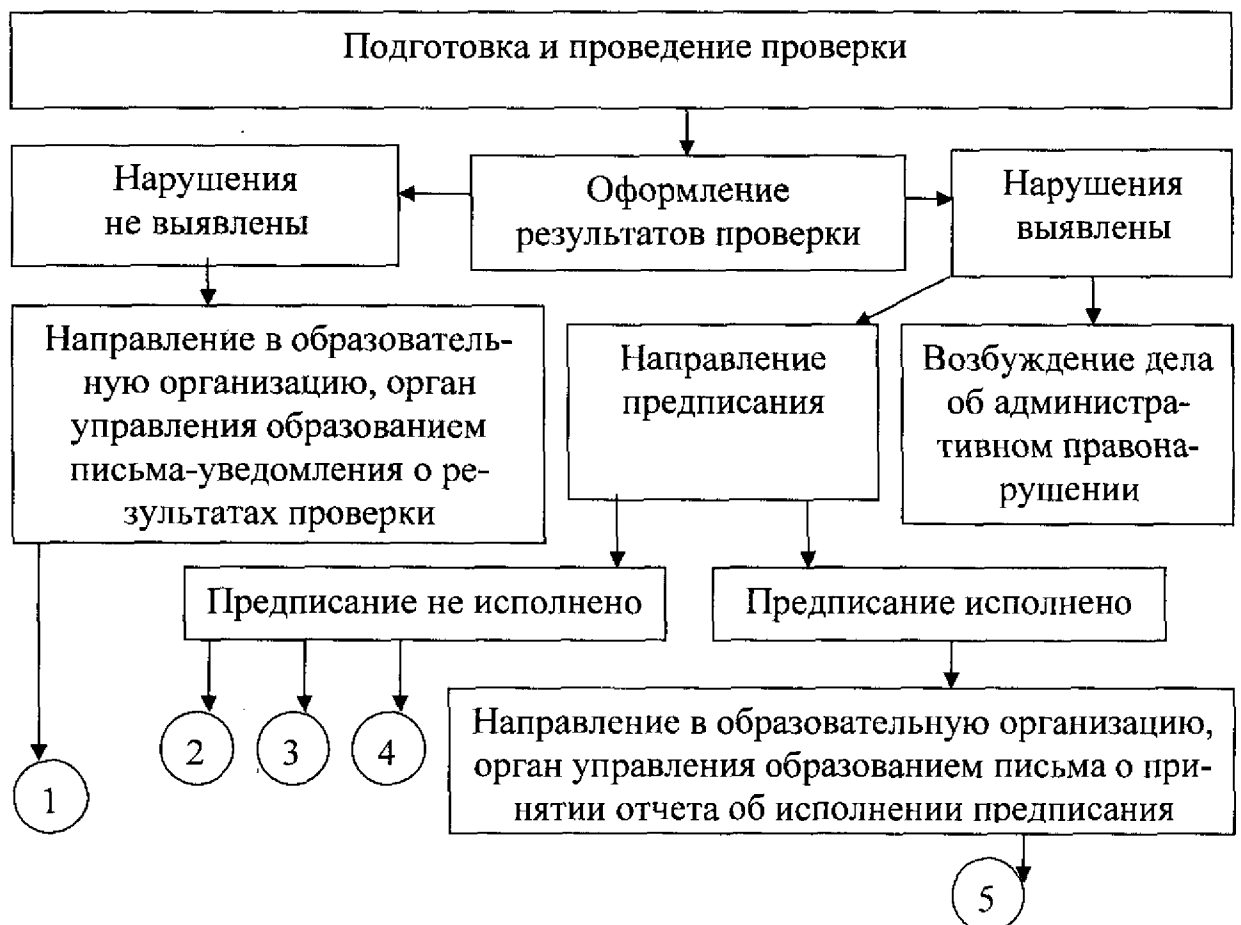 Подготовка и проведение проверки
Нарушения
не выявлены
Оформление
результатов проверки
Нарушения
выявлены
Направление в образователь-
ную организацию, орган
управления образованием
письма-уведомления о ре-
зультатах проверки
Направление
предписания
Возбуждение дела
об администра-
тивном правона-
рушении
Предписание не исполнено
Предписание исполнено
2
3
4
1
Направление в образовательную организацию,
орган управления образованием письма о при-
нятии отчета об исполнении предписания
5